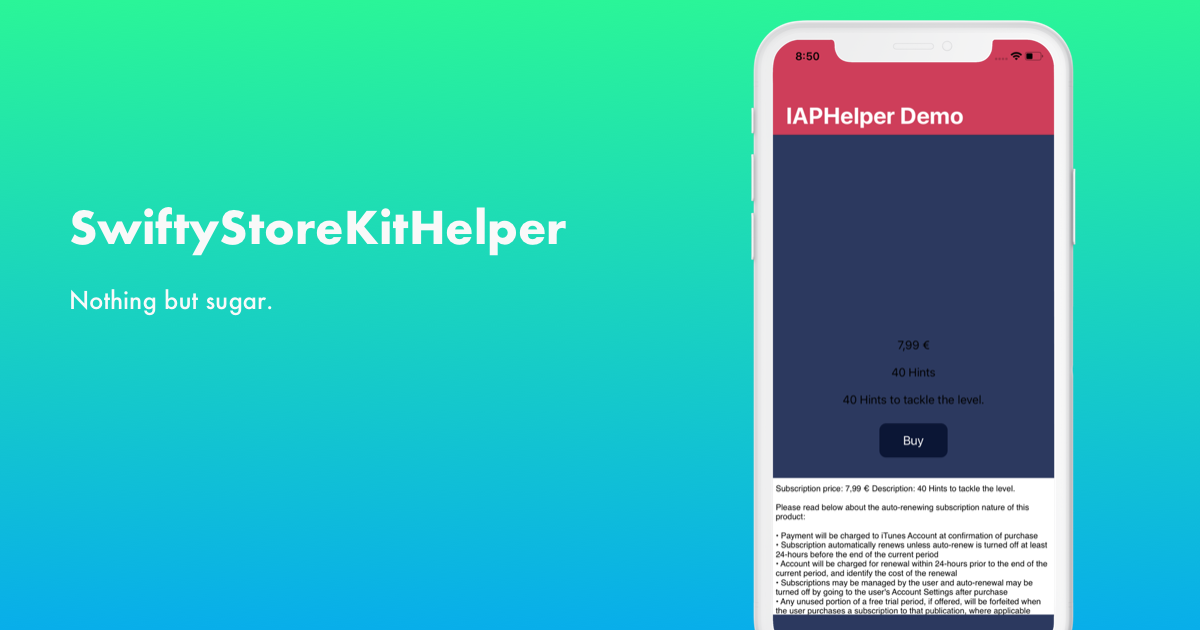 SwiftyStoreKitHelper
Nothing but sugar.
8:50
IAPHelper Demo
7,99 €
40 Hints
40 Hints to tackle the level.
Buy
Subscription price: 7,99 € Description: 40 Hints to tackle the level.
Please read below about the auto-renewing subscription nature of this
product:
• Payment will be charged to iTunes Account at confirmation of purchase
• Subscription automatically renews unless auto-renew is turned off at least
24-hours before the end of the current period
• Account will be charged for renewal within 24-hours prior to the end of the
current period, and identify the cost of the renewal
• Subscriptions may be managed by the user and auto-renewal may be
turned off by going to the user's Account Settings after purchase
• Any unused portion of a free trial period, if offered, will be forfeited when
the user purchases a subscription to that publication, where applicable